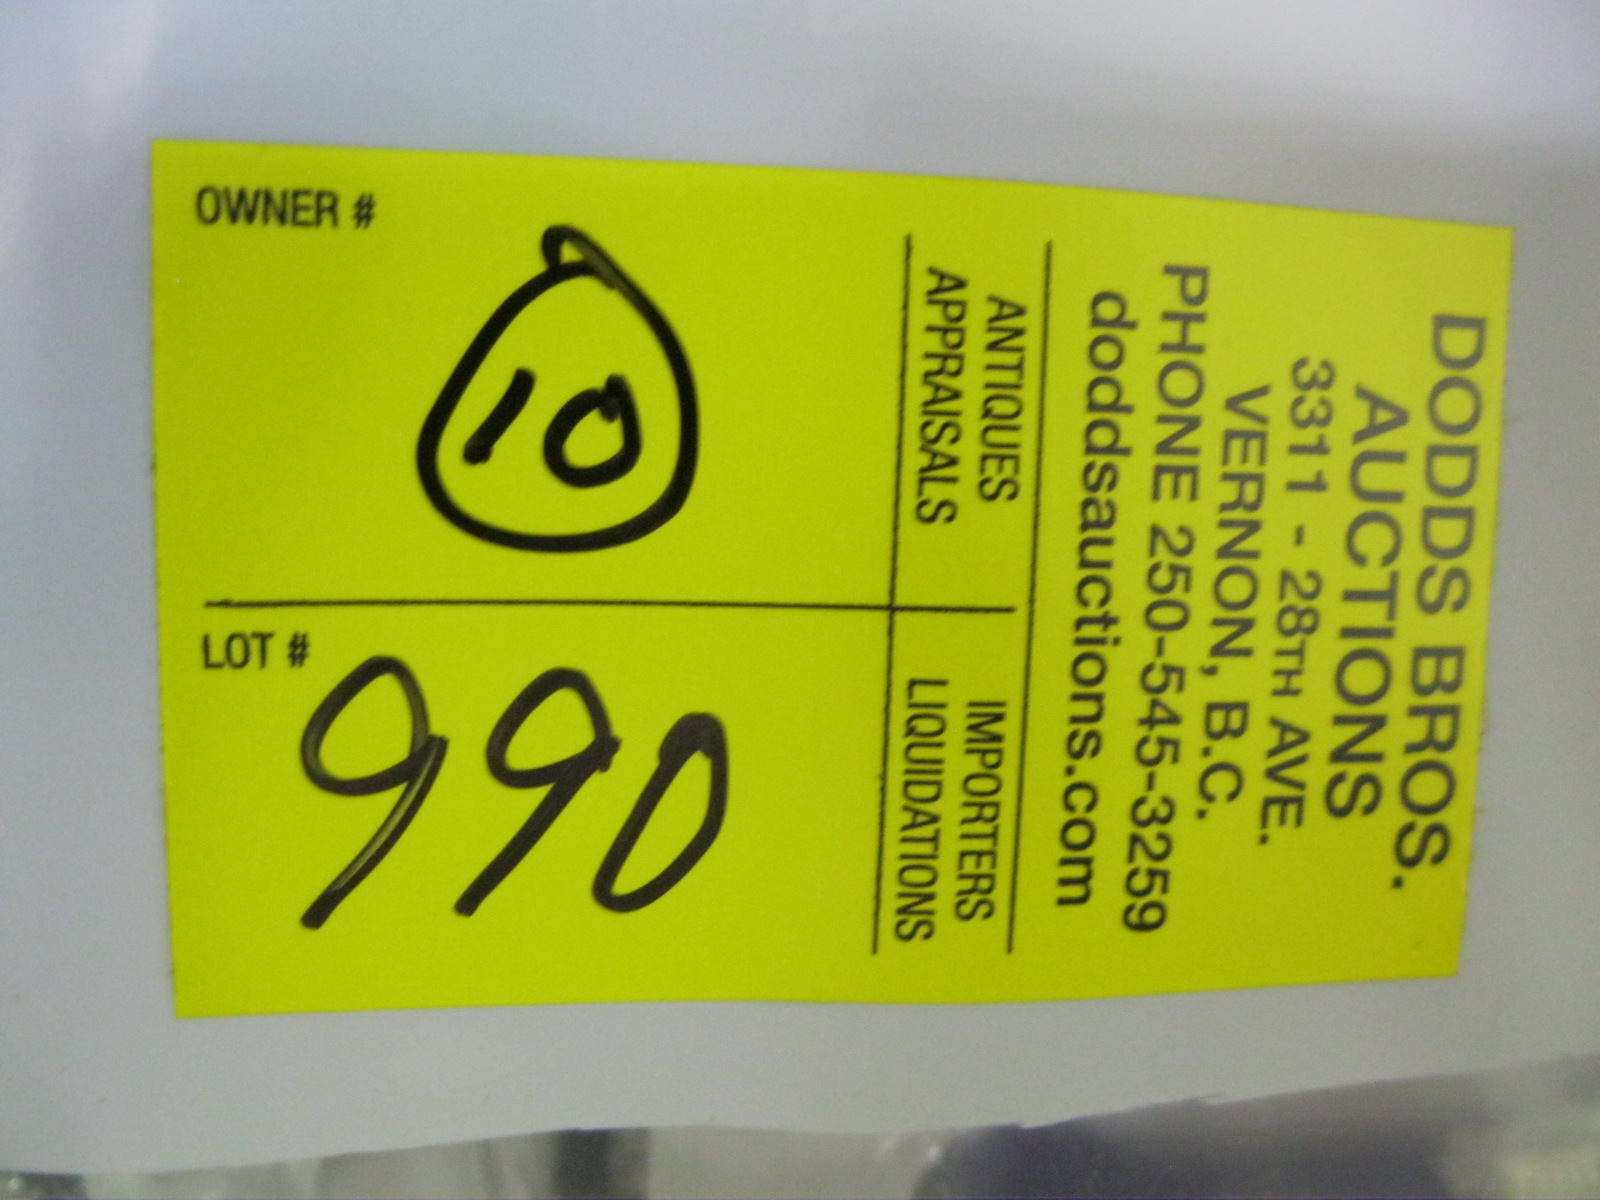 DODDS BROS.
AUCTIONS
3311 - 28TH AVE.
VERNON, B.C.
PHONE 250-545-3259
doddsauctions.com
ANTIQUES
APPRAISALS
IMPORTERS
LIQUIDATIONS
OWNER #
10
LOT #
990